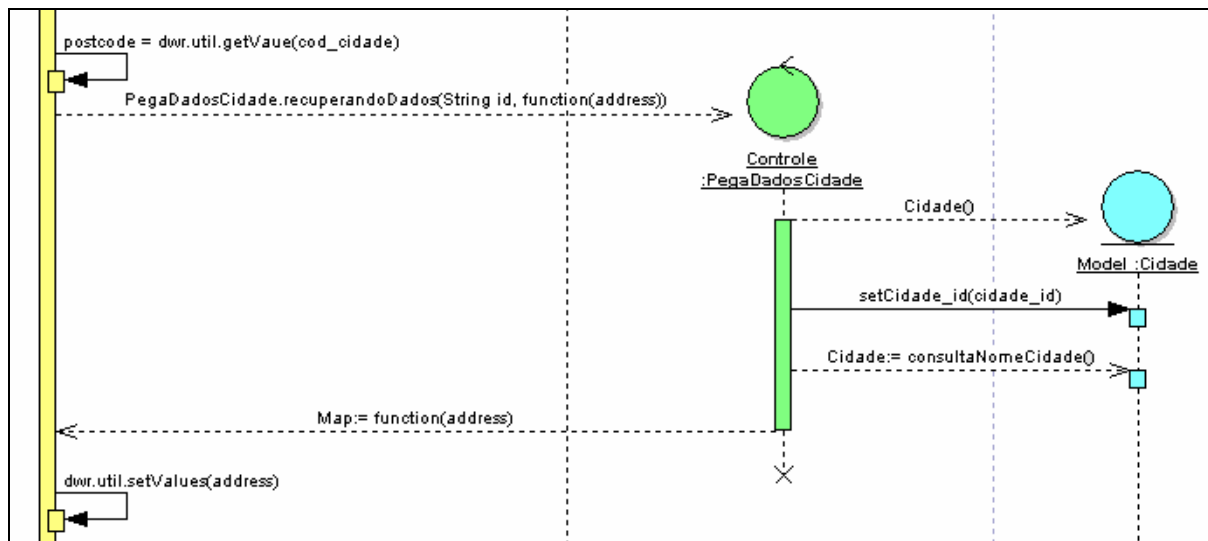 postcode = dwr.util.getVaue(cod_cidade)
PegaDadosCidade.recuperandoDados(String id, function(address))
Controle
:PegaDadosCidade
Cidade()
Model :Cidade
setCidade_id(cidade_id)
Cidade:= consultaNomeCidade()
Map:= function(address)
dwr.util.setValues(address)